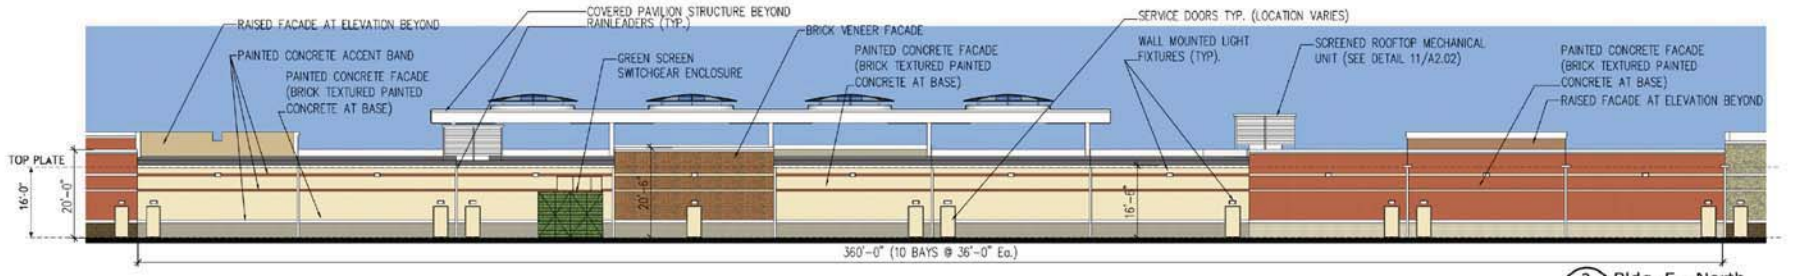 COVERED PAVILION STRUCTURE BEYOND
RAINLEADERS (TYP.)
RAISED FACADE AT ELEVATION BEYOND
PAINTED CONCRETE ACCENT BAND
PAINTED CONCRETE FACADE
(BRICK TEXTURED PAINTED
CONCRETE AT BASE)
GREEN SCREEN
SWITCHGEAR ENCLOSURE
BRICK VENEER FACADE
PAINTED CONCRETE FACADE
(BRICK TEXTURED PAINTED
CONCRETE AT BASE)
SERVICE DOORS TYP. (LOCATION VARIES)
WALL MOUNTED LIGHT
FIXTURES (TYP).
SCREENED ROOFTOP MECHANICAL
UNIT (SEE DETAIL 11/A2.02)
PAINTED CONCRETE FACADE
(BRICK TEXTURED PAINTED
CONCRETE AT BASE)
RAISED FACADE AT ELEVATION BEYOND
TOP PLATE
16'-0"
20'-0"
20'-6"
16'-6"
360'-0" (10 BAYS @ 36'-0" Ea.)